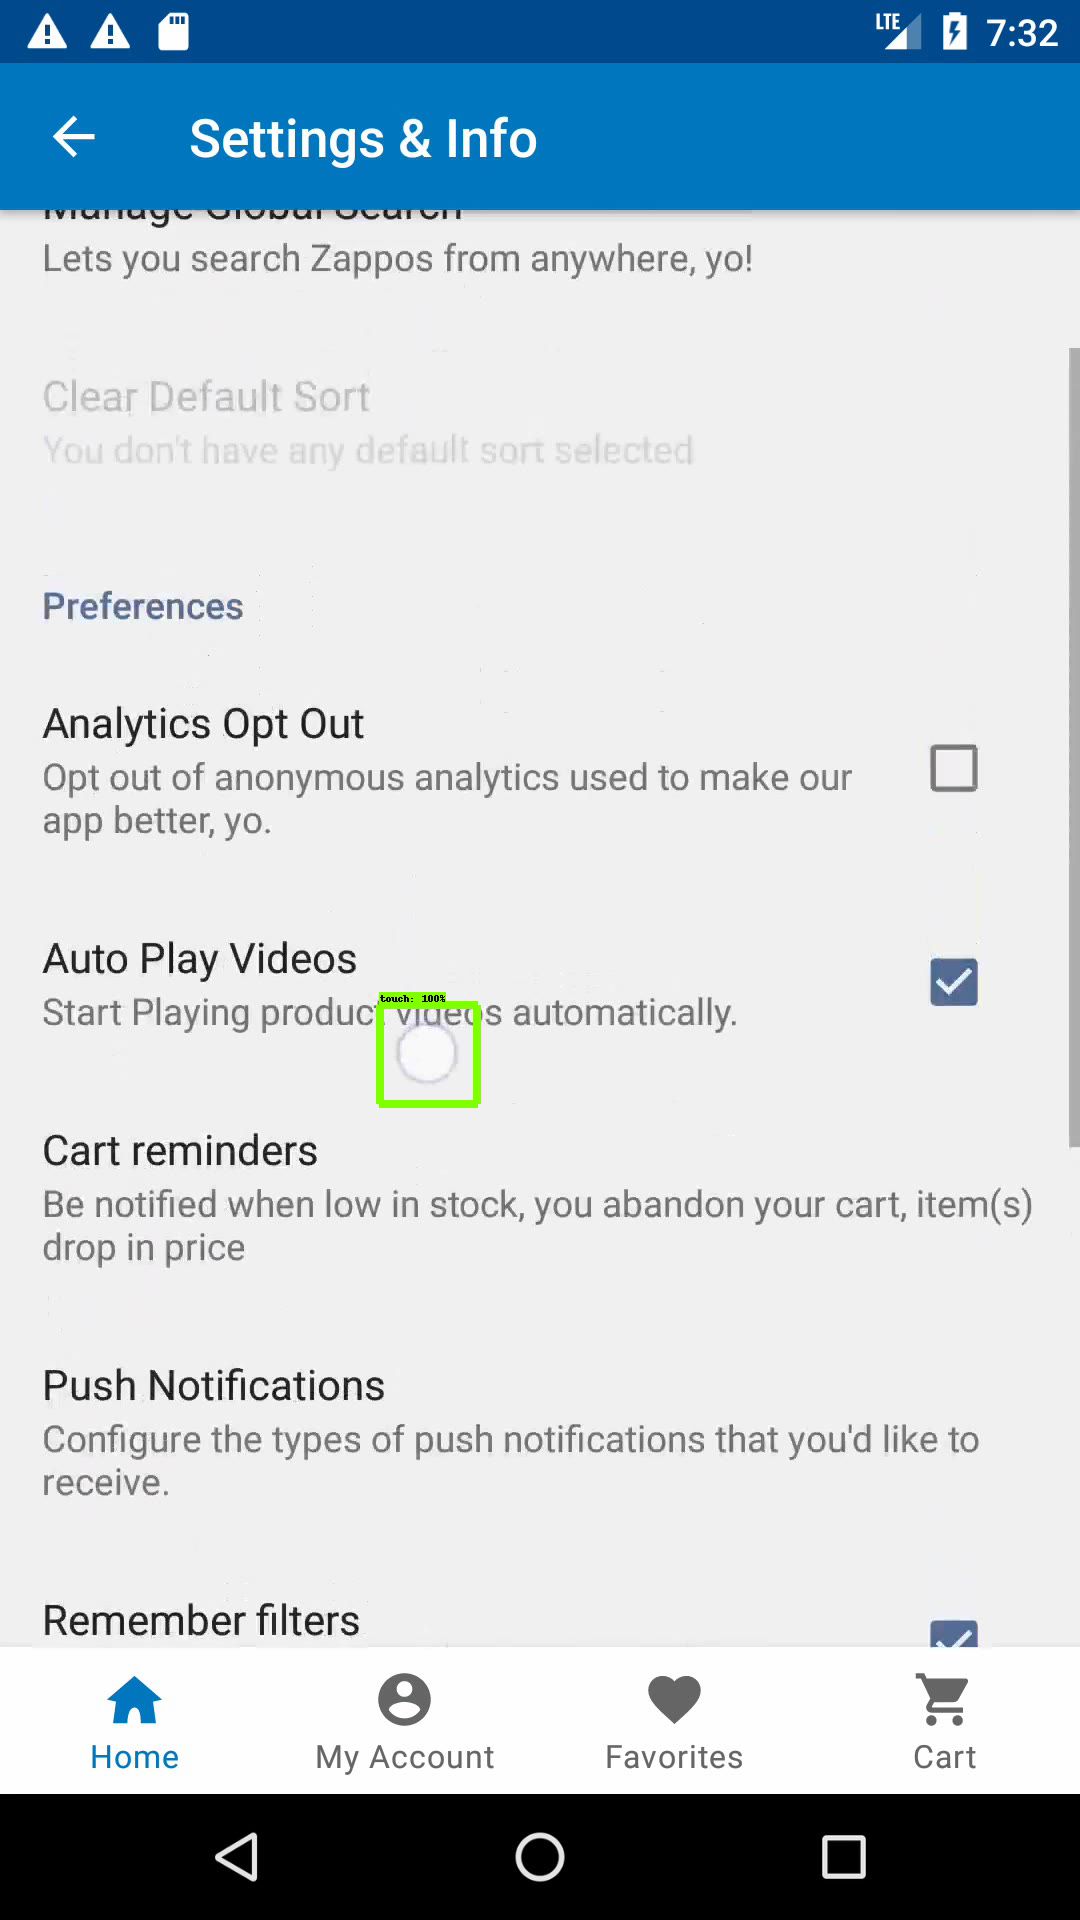 7:32
LTE
Settings & Info
Manage Global Search
Lets you search Zappos from anywhere, yo!
Clear Default Sort
You don't have any default sort selected
Preferences
Analytics Opt Out
Opt out of anonymous analytics used to make our
app better, yo.
Auto Play Videos
touch: 100%
Start Playing product videos automatically.
Cart reminders
Be notified when low in stock, you abandon your cart, item(s)
drop in price
Push Notifications
Configure the types of push notifications that you'd like to
receive.
Remember filters
Home
My Account
Favorites
Cart